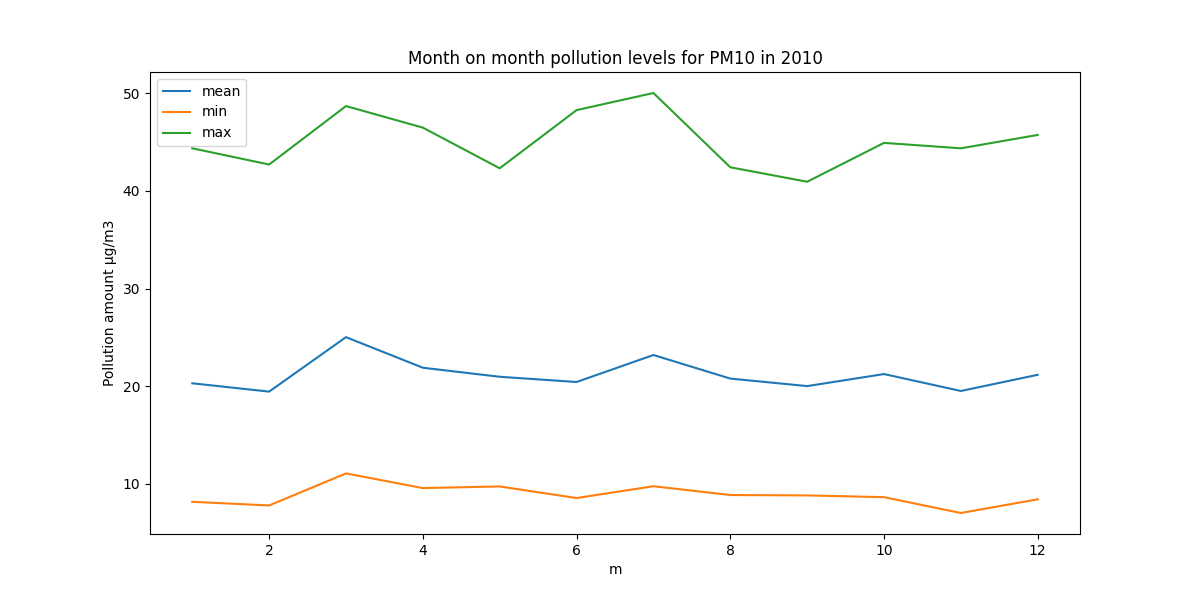 Month on month pollution levels for PM10 in 2010
mean
min
max
Pollution amount µg/m3
50
40
30
20
10
2 4 6 8 10 12
m